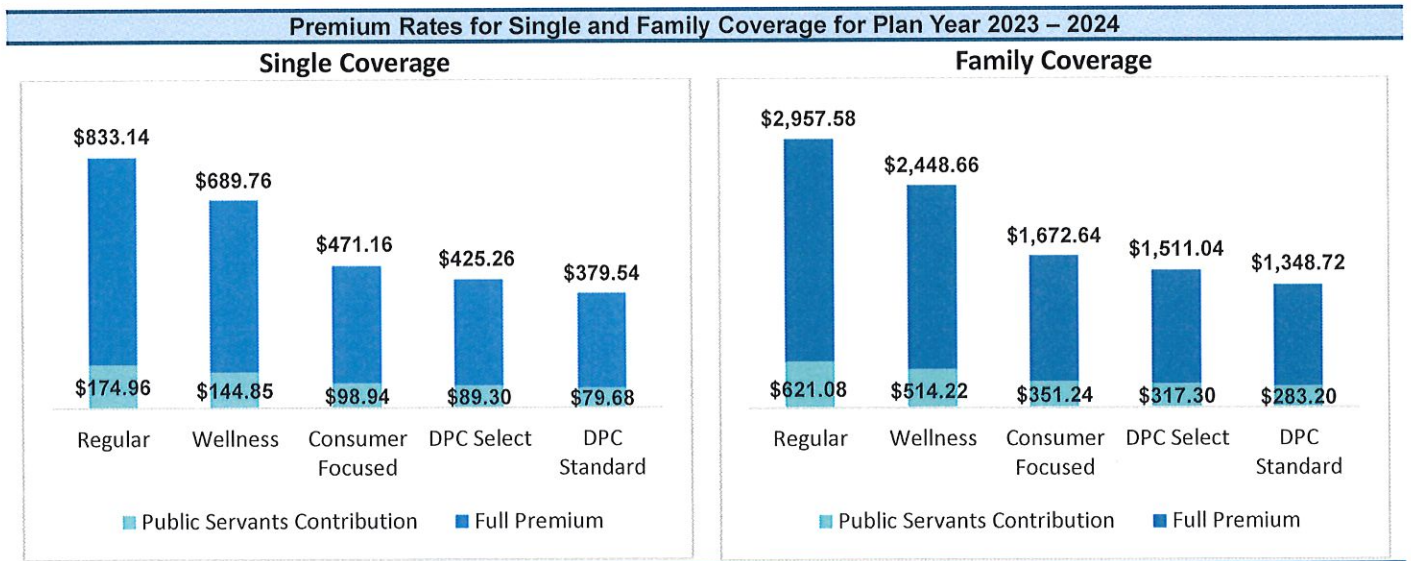 Premium Rates for Single and Family Coverage for Plan Year 2023 – 2024
Single Coverage
$833.14
$689.76
$471.16
$425.26
$379.54
$174.96
$144.85
$98.94
$89.30
$79.68
Regular
Wellness
Consumer
Focused
DPC Select
DPC
Standard
Public Servants Contribution
Full Premium
Family Coverage
$2,957.58
$2,448.66
$1,672.64
$1,511.04
$1,348.72
$621.08
$514.22
$351.24
$317.30
$283.20
Regular
Wellness
Consumer
Focused
DPC Select
DPC
Standard
Public Servants Contribution
Full Premium